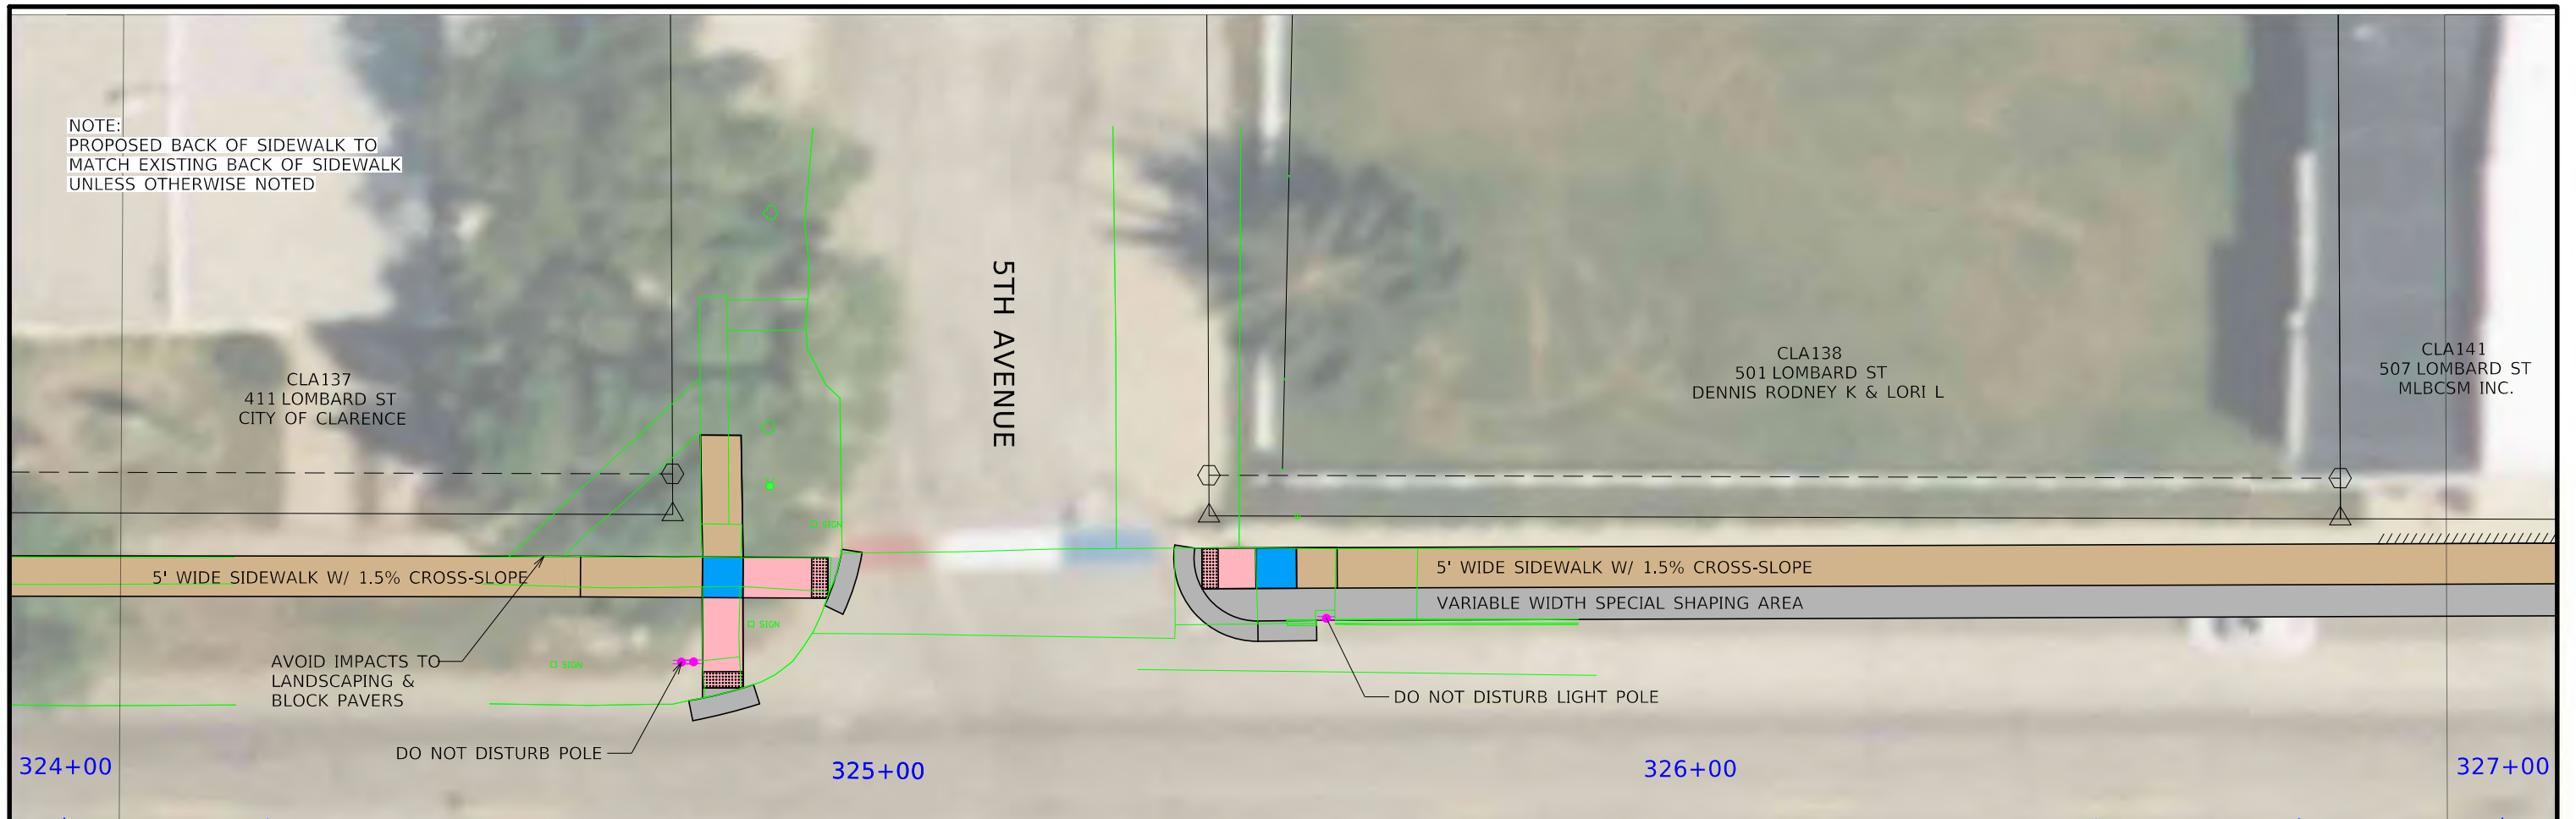 NOTE:
PROPOSED BACK OF SIDEWALK TO
MATCH EXISTING BACK OF SIDEWALK
UNLESS OTHERWISE NOTED
5TH AVENUE
CLA137
411 LOMBARD ST
CITY OF CLARENCE
CLA138
501 LOMBARD ST
DENNIS RODNEY K & LORI L
CLA141
507 LOMBARD ST
MLBCSM INC.
SIGN
5' WIDE SIDEWALK W/ 1.5% CROSS-SLOPE
5' WIDE SIDEWALK W/ 1.5% CROSS-SLOPE
VARIABLE WIDTH SPECIAL SHAPING AREA
SIGN
SIGN
AVOID IMPACTS TO
LANDSCAPING &
BLOCK PAVERS
DO NOT DISTURB LIGHT POLE
DO NOT DISTURB POLE
324+00
325+00
326+00
327+00